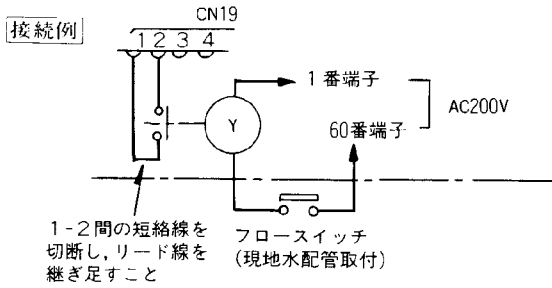 接続例
CN19
1 2 3 4
1番端子
AC200V
Y
60番端子
1-2間の短絡線を
切断し,リード線を
継ぎ足すこと
フロースイッチ
(現地水配管取付)